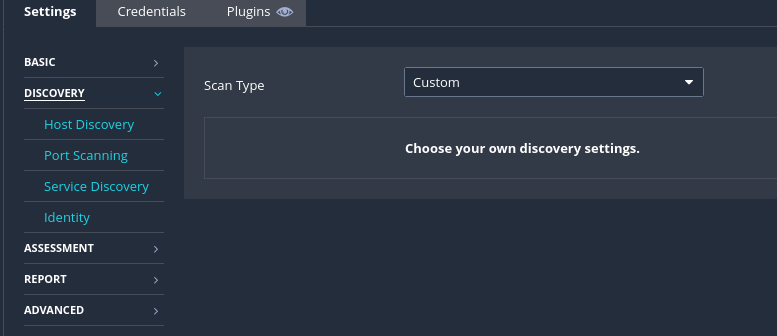 Settings
Credentials
Plugins
BASIC
DISCOVERY
Host Discovery
Port Scanning
Service Discovery
Identity
ASSESSMENT
REPORT
ADVANCED
Scan Type
Custom
Choose your own discovery settings.